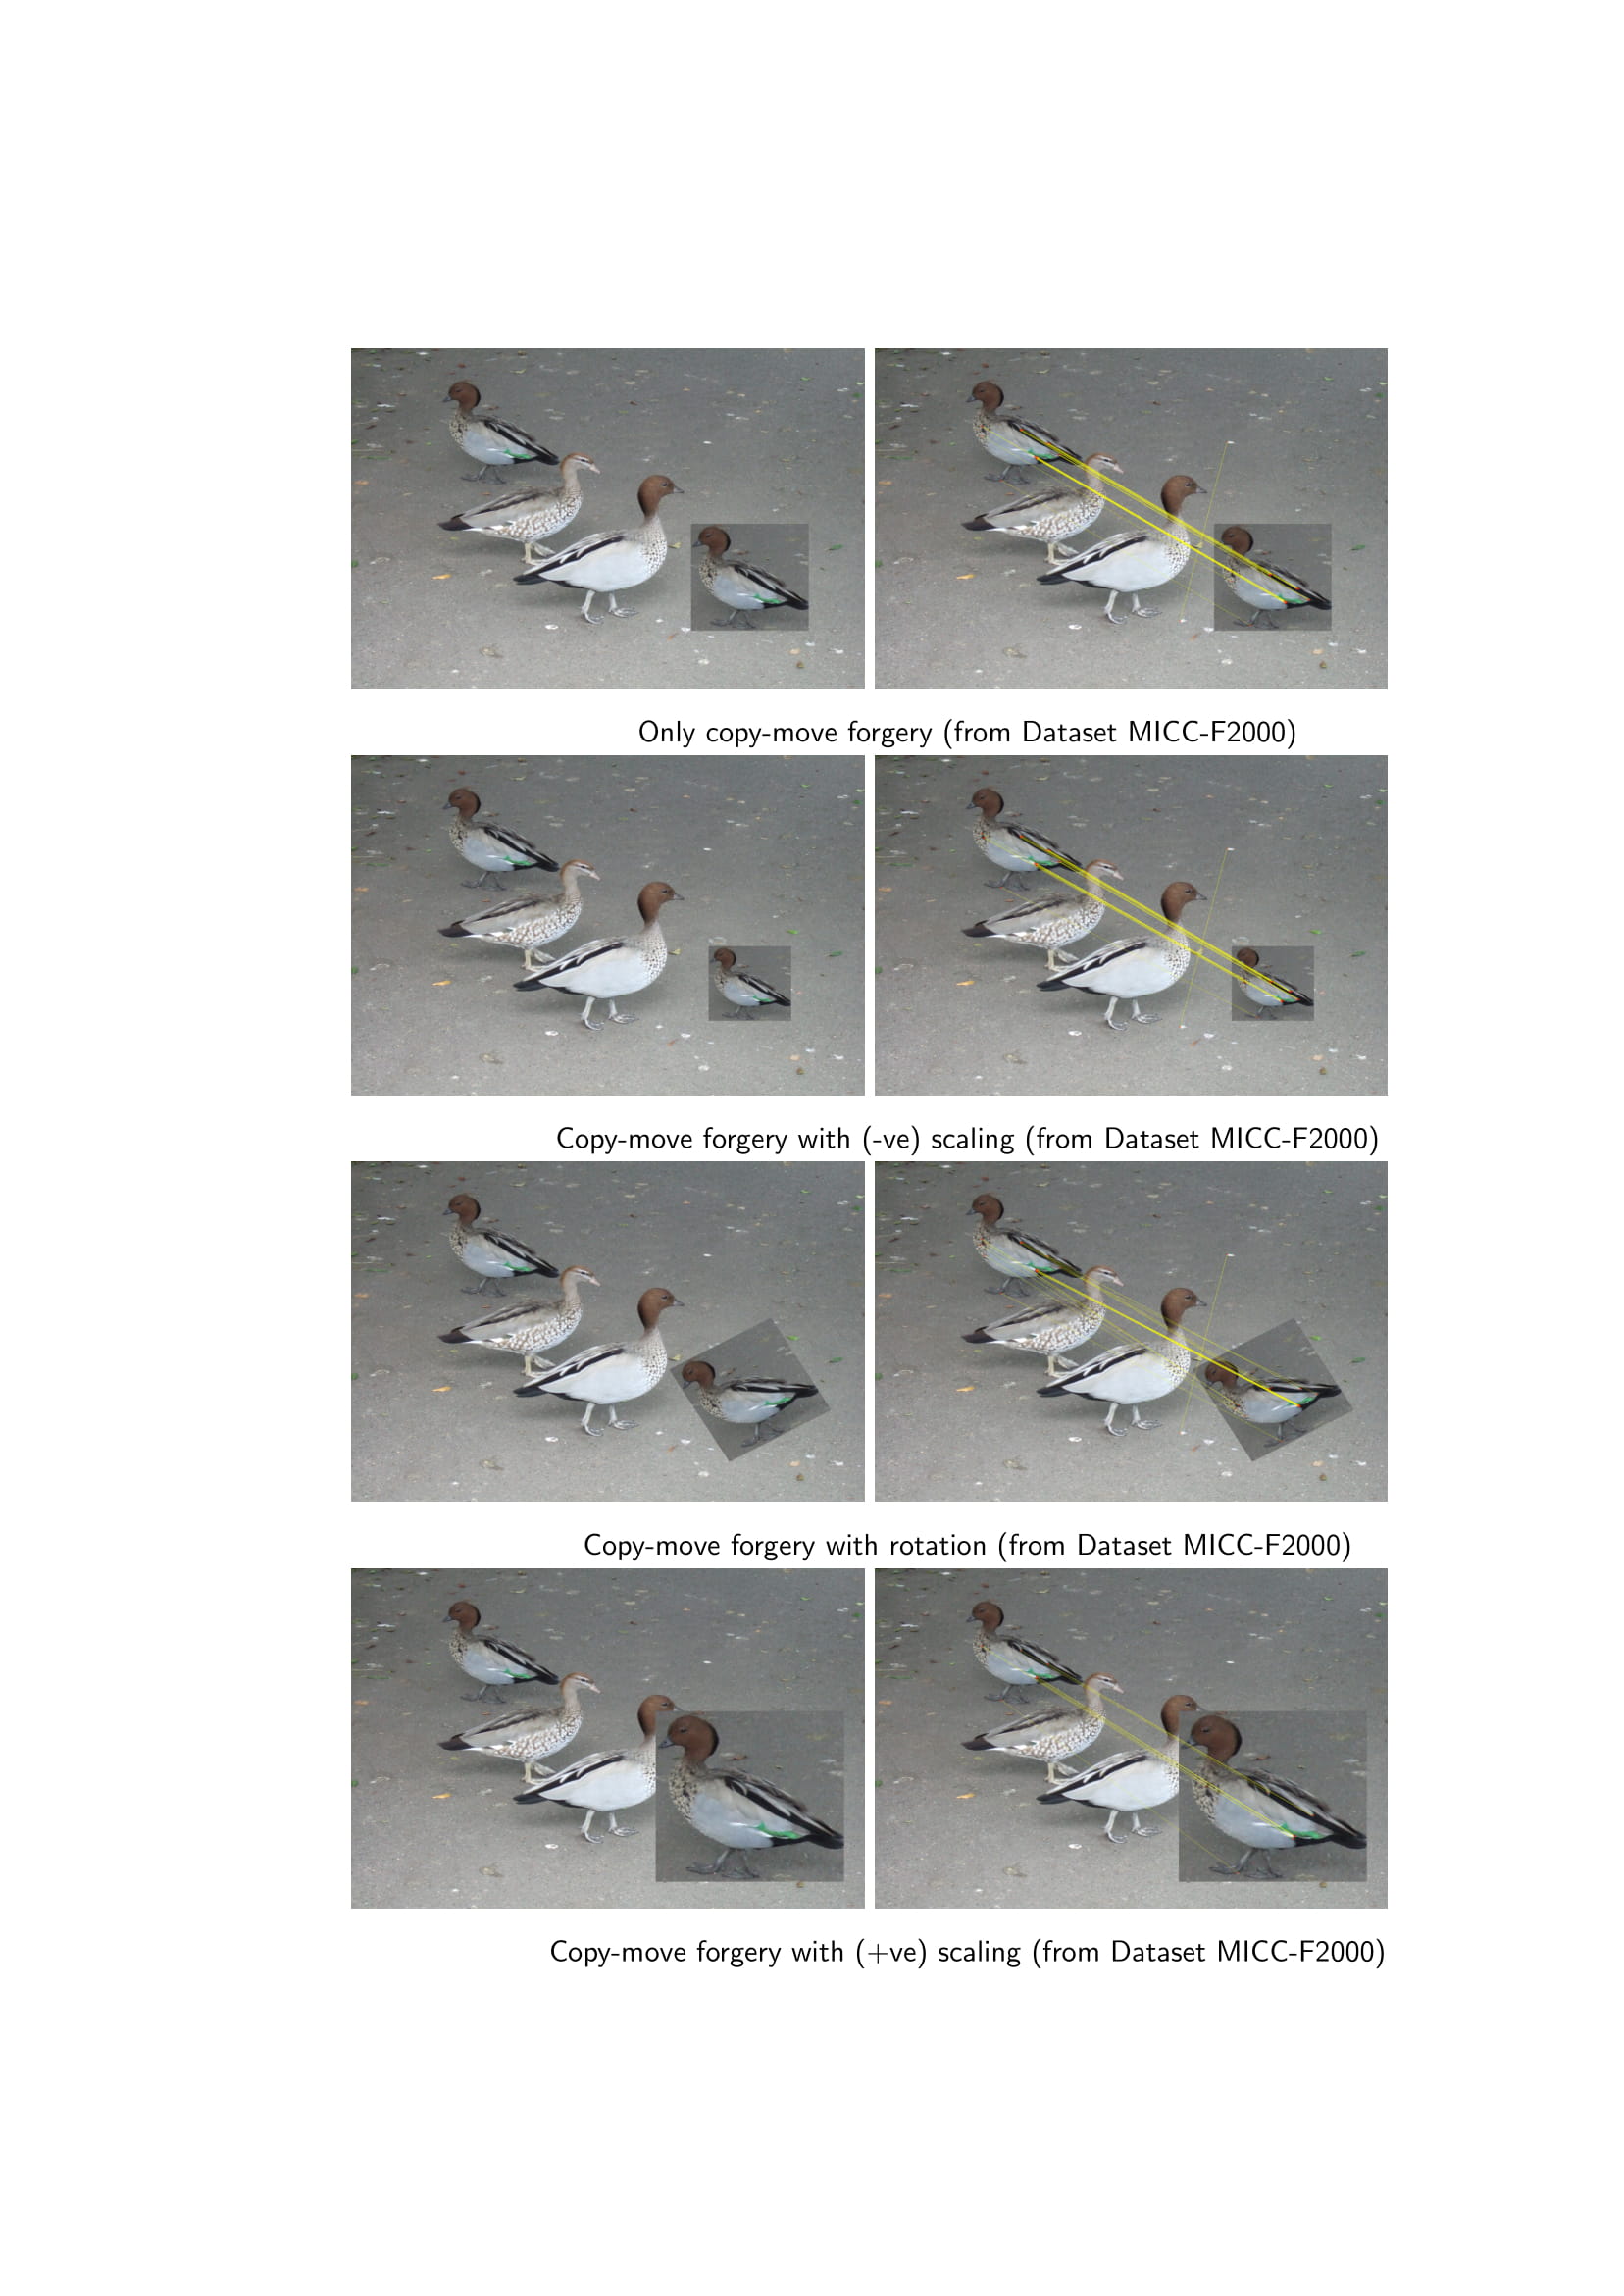 Only copy-move forgery (from Dataset MICC-F2000)
Copy-move forgery with (-ve) scaling (from Dataset MICC-F2000)
Copy-move forgery with rotation (from Dataset MICC-F2000)
Copy-move forgery with (+ve) scaling (from Dataset MICC-F2000)